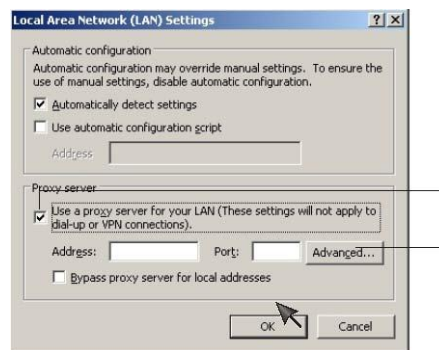 Local Area Network (LAN) Settings
Automatic configuration
Automatic configuration may override manual settings. To ensure the
use of manual settings, disable automatic configuration.
Automatically detect settings
Use automatic configuration script
Address
Proxy server
Use a proxy server for your LAN (These settings will not apply to
dial-up or VPN connections).
Address: Port: Advanced...
Bypass proxy server for local addresses
OK Cancel